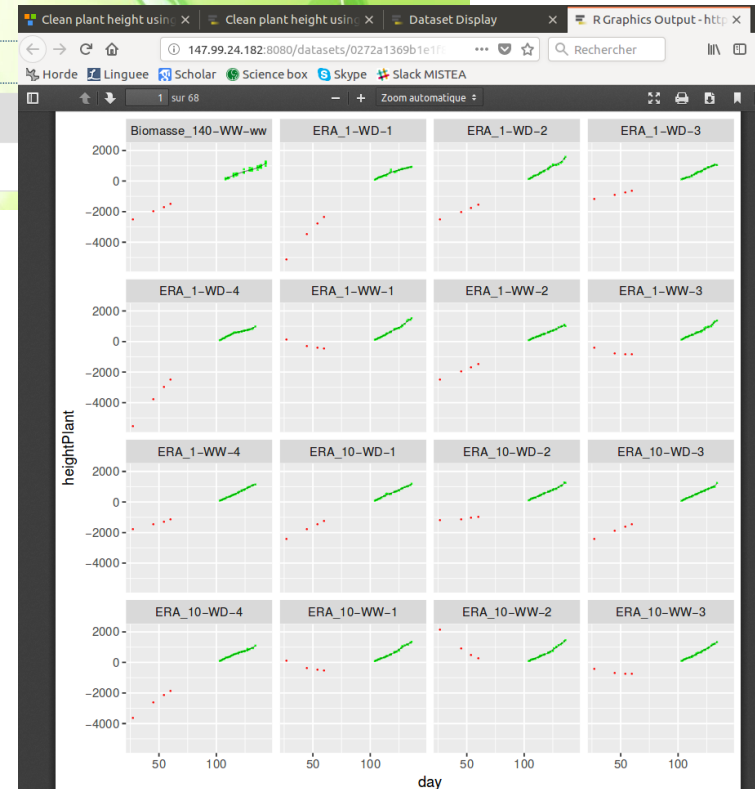 Clean plant height using × Clean plant height using × Dataset Display × R Graphics Output - http ×
147.99.24.182:8080/datasets/0272a1369b1e1f Rechercher
Horde Linguee Scholar Science box Skype Slack MISTEA
1 sur 68 − + Zoom automatique
Biomasse_140−WW−ww ERA_1−WD−1 ERA_1−WD−2 ERA_1−WD−3
2000
0
−2000
−4000
ERA_1−WD−4 ERA_1−WW−1 ERA_1−WW−2 ERA_1−WW−3
2000
0
−2000
−4000
heightPlant
ERA_1−WW−4 ERA_10−WD−1 ERA_10−WD−2 ERA_10−WD−3
2000
0
−2000
−4000
ERA_10−WD−4 ERA_10−WW−1 ERA_10−WW−2 ERA_10−WW−3
2000
0
−2000
−4000
50 100 50 100 50 100 50 100
day